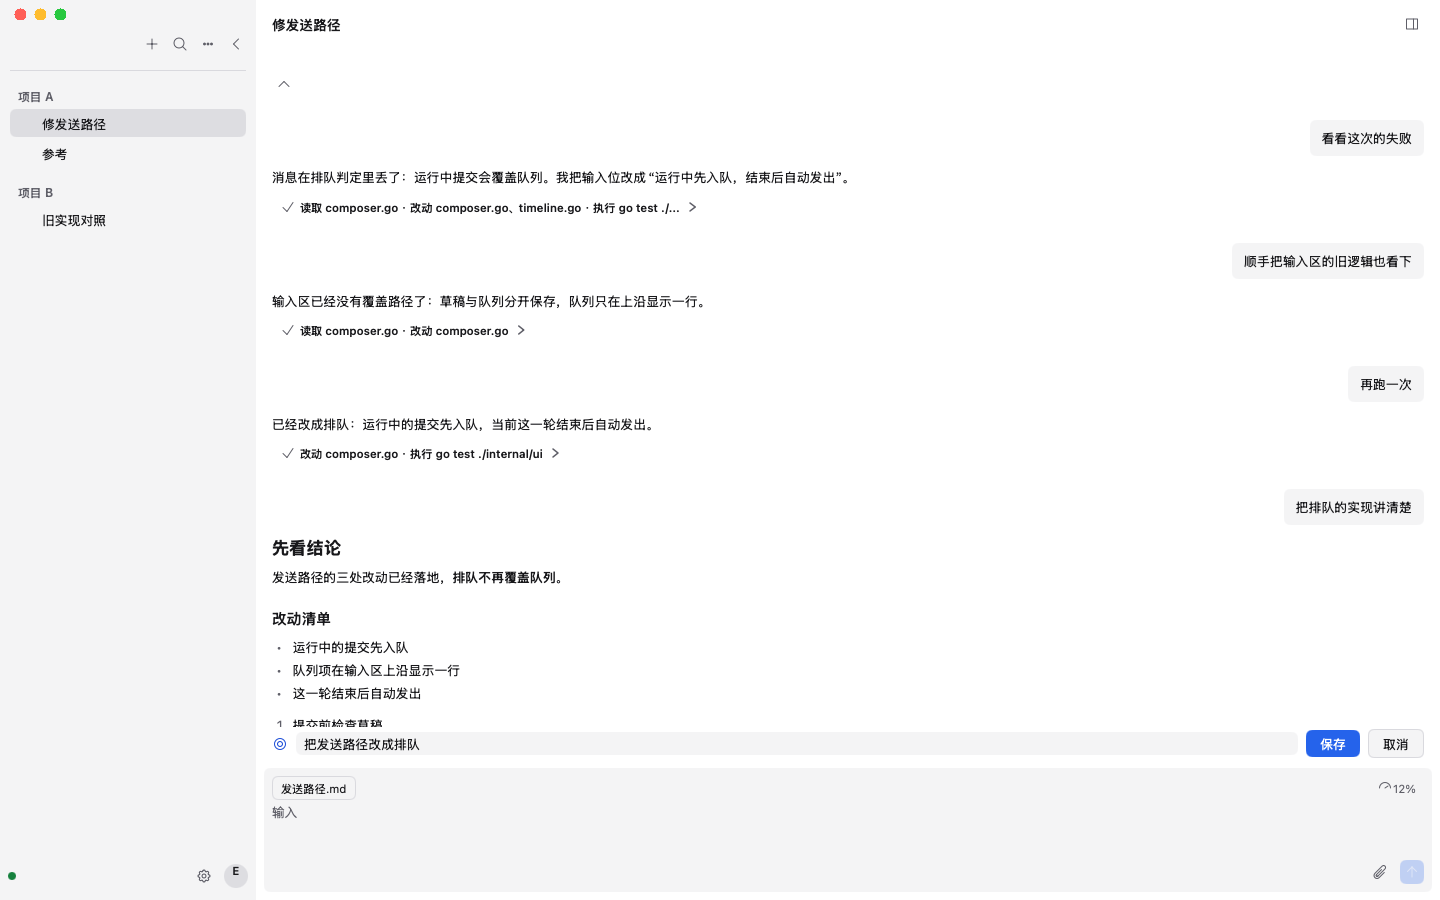 修发送路径
项目 A
修发送路径
参考
项目 B
旧实现对照
E
看看这次的失败
消息在排队判定里丢了：运行中提交会覆盖队列。我把输入位改成 “运行中先入队，结束后自动发出”。
读取 composer.go · 改动 composer.go、timeline.go · 执行 go test ./...
顺手把输入区的旧逻辑也看下
输入区已经没有覆盖路径了：草稿与队列分开保存，队列只在上沿显示一行。
读取 composer.go · 改动 composer.go
再跑一次
已经改成排队：运行中的提交先入队，当前这一轮结束后自动发出。
改动 composer.go · 执行 go test ./internal/ui
把排队的实现讲清楚
先看结论
发送路径的三处改动已经落地，排队不再覆盖队列。
改动清单
· 运行中的提交先入队
· 队列项在输入区上沿显示一行
· 这一轮结束后自动发出
1. 提交前检查草稿
把发送路径改成排队
保存
取消
发送路径.md
12%
输入